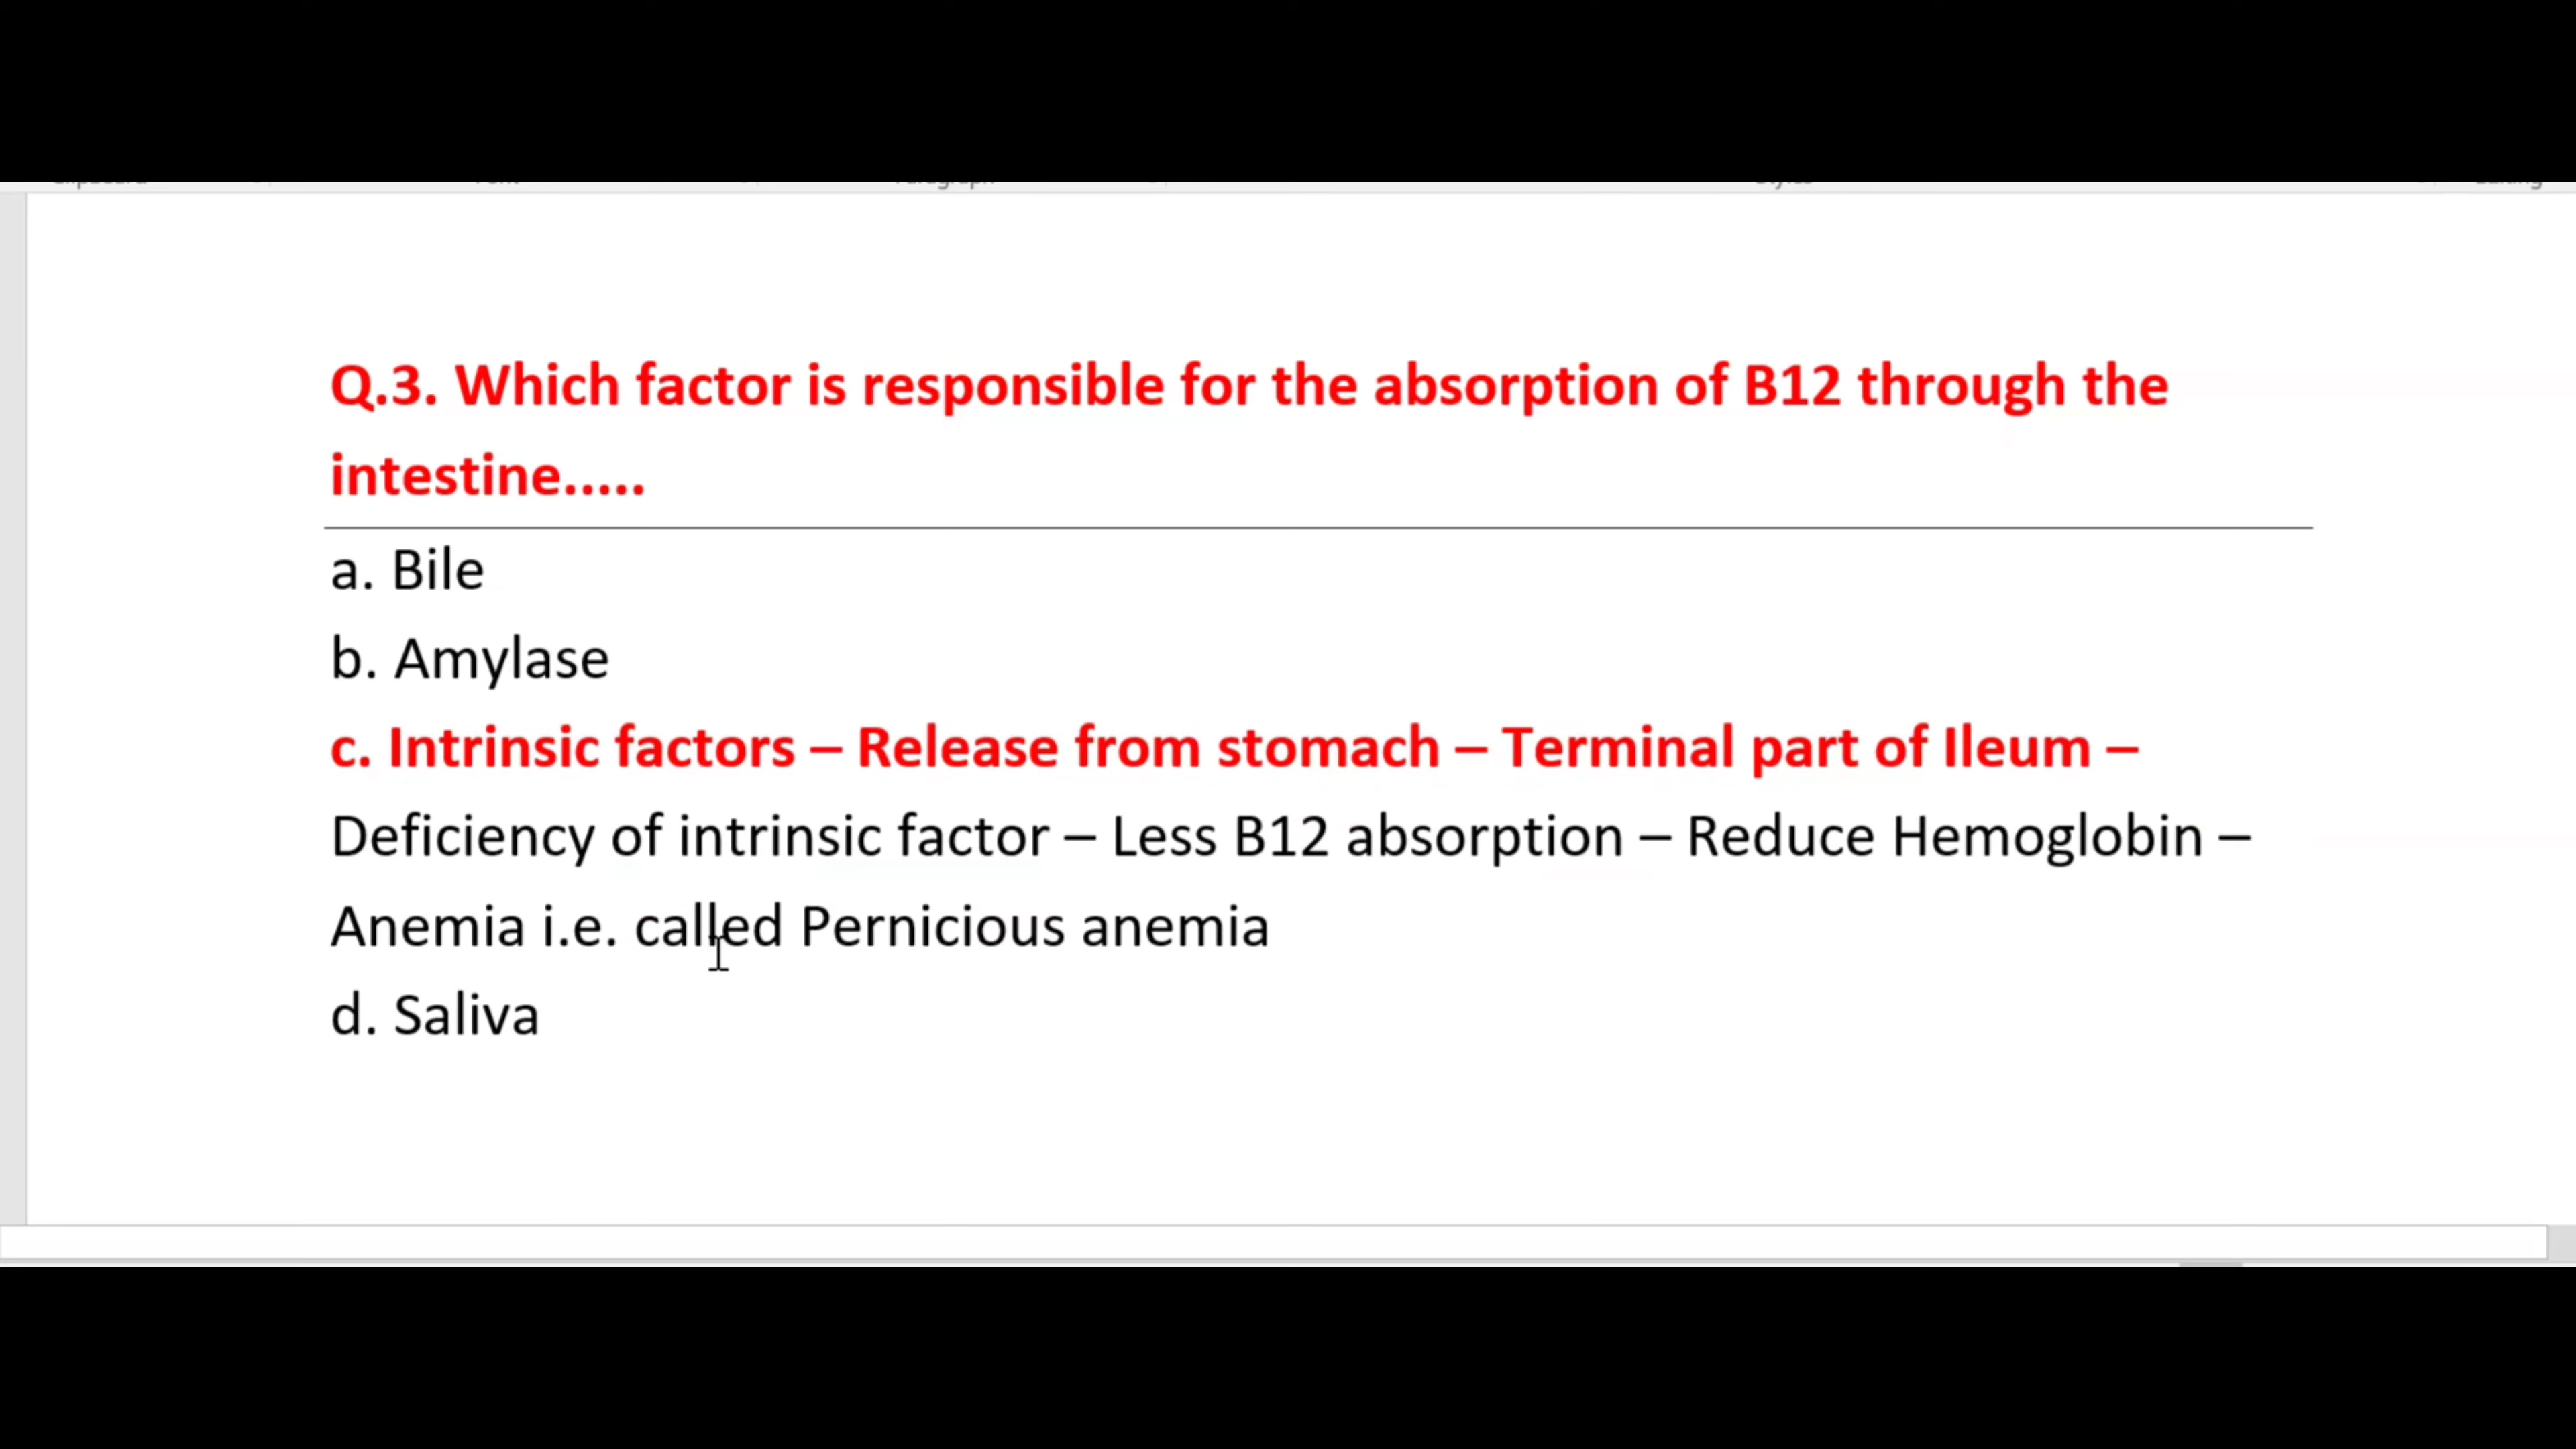 Q.3. Which factor is responsible for the absorption of B12 through the
intestine.....
a. Bile
b. Amylase
c. Intrinsic factors – Release from stomach – Terminal part of Ileum –
Deficiency of intrinsic factor – Less B12 absorption – Reduce Hemoglobin –
Anemia i.e. called Pernicious anemia
d. Saliva